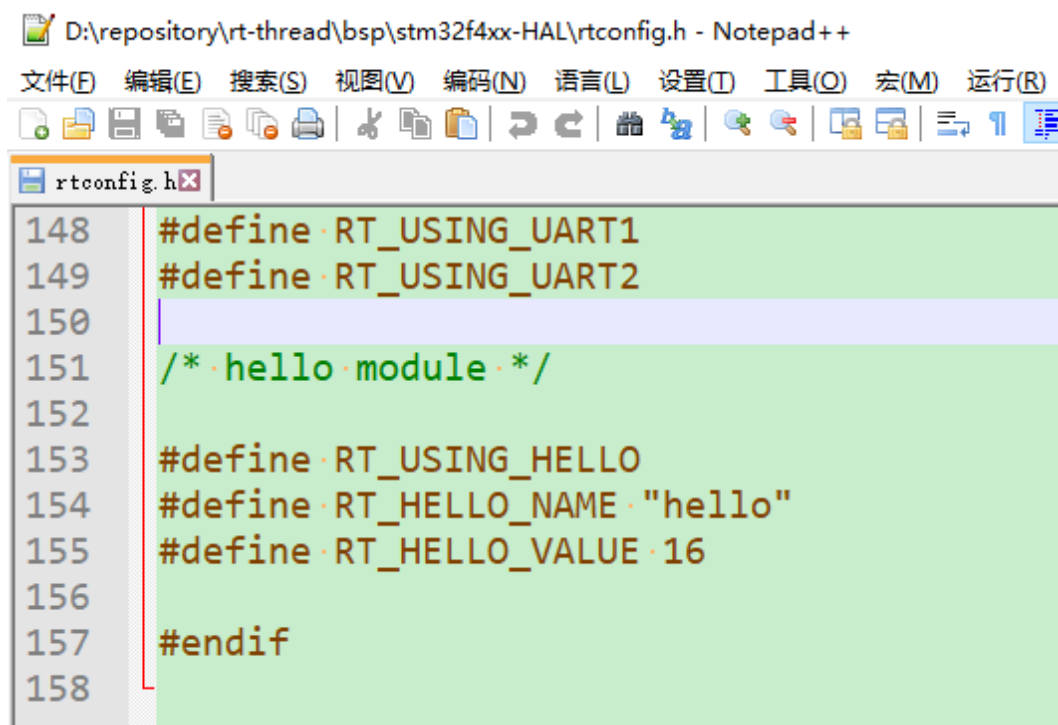 D:\repository\rt-thread\bsp\stm32f4xx-HAL\rtconfig.h - Notepad++
文件(F) 编辑(E) 搜索(S) 视图(V) 编码(N) 语言(L) 设置(T) 工具(O) 宏(M) 运行(R)
rtconfig.h
148 #define RT_USING_UART1
149 #define RT_USING_UART2
150
151 /* hello module */
152
153 #define RT_USING_HELLO
154 #define RT_HELLO_NAME "hello"
155 #define RT_HELLO_VALUE 16
156
157 #endif
158